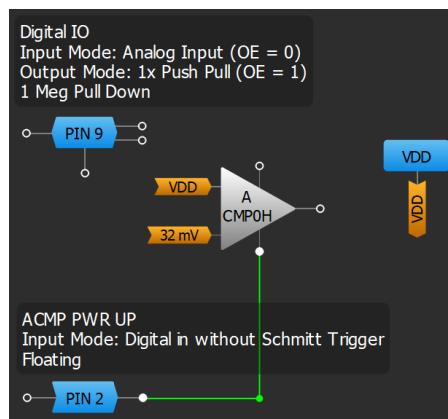 Digital IO
Input Mode: Analog Input (OE = 0)
Output Mode: 1x Push Pull (OE = 1)
1 Meg Pull Down
PIN 9
VDD
A
CMP0H
32 mV
VDD
VDD
ACMP PWR UP
Input Mode: Digital in without Schmitt Trigger
Floating
PIN 2